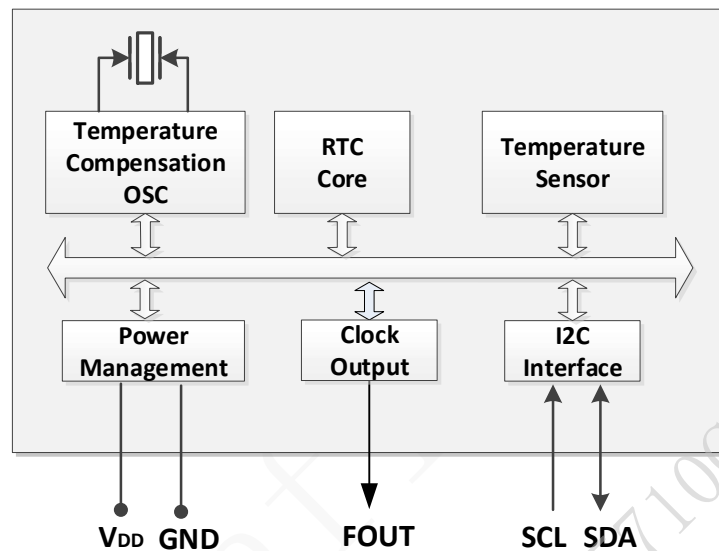 Temperature
Compensation
OSC
RTC
Core
Temperature
Sensor
Power
Management
Clock
Output
I2C
Interface
VDD GND
FOUT
SCL SDA